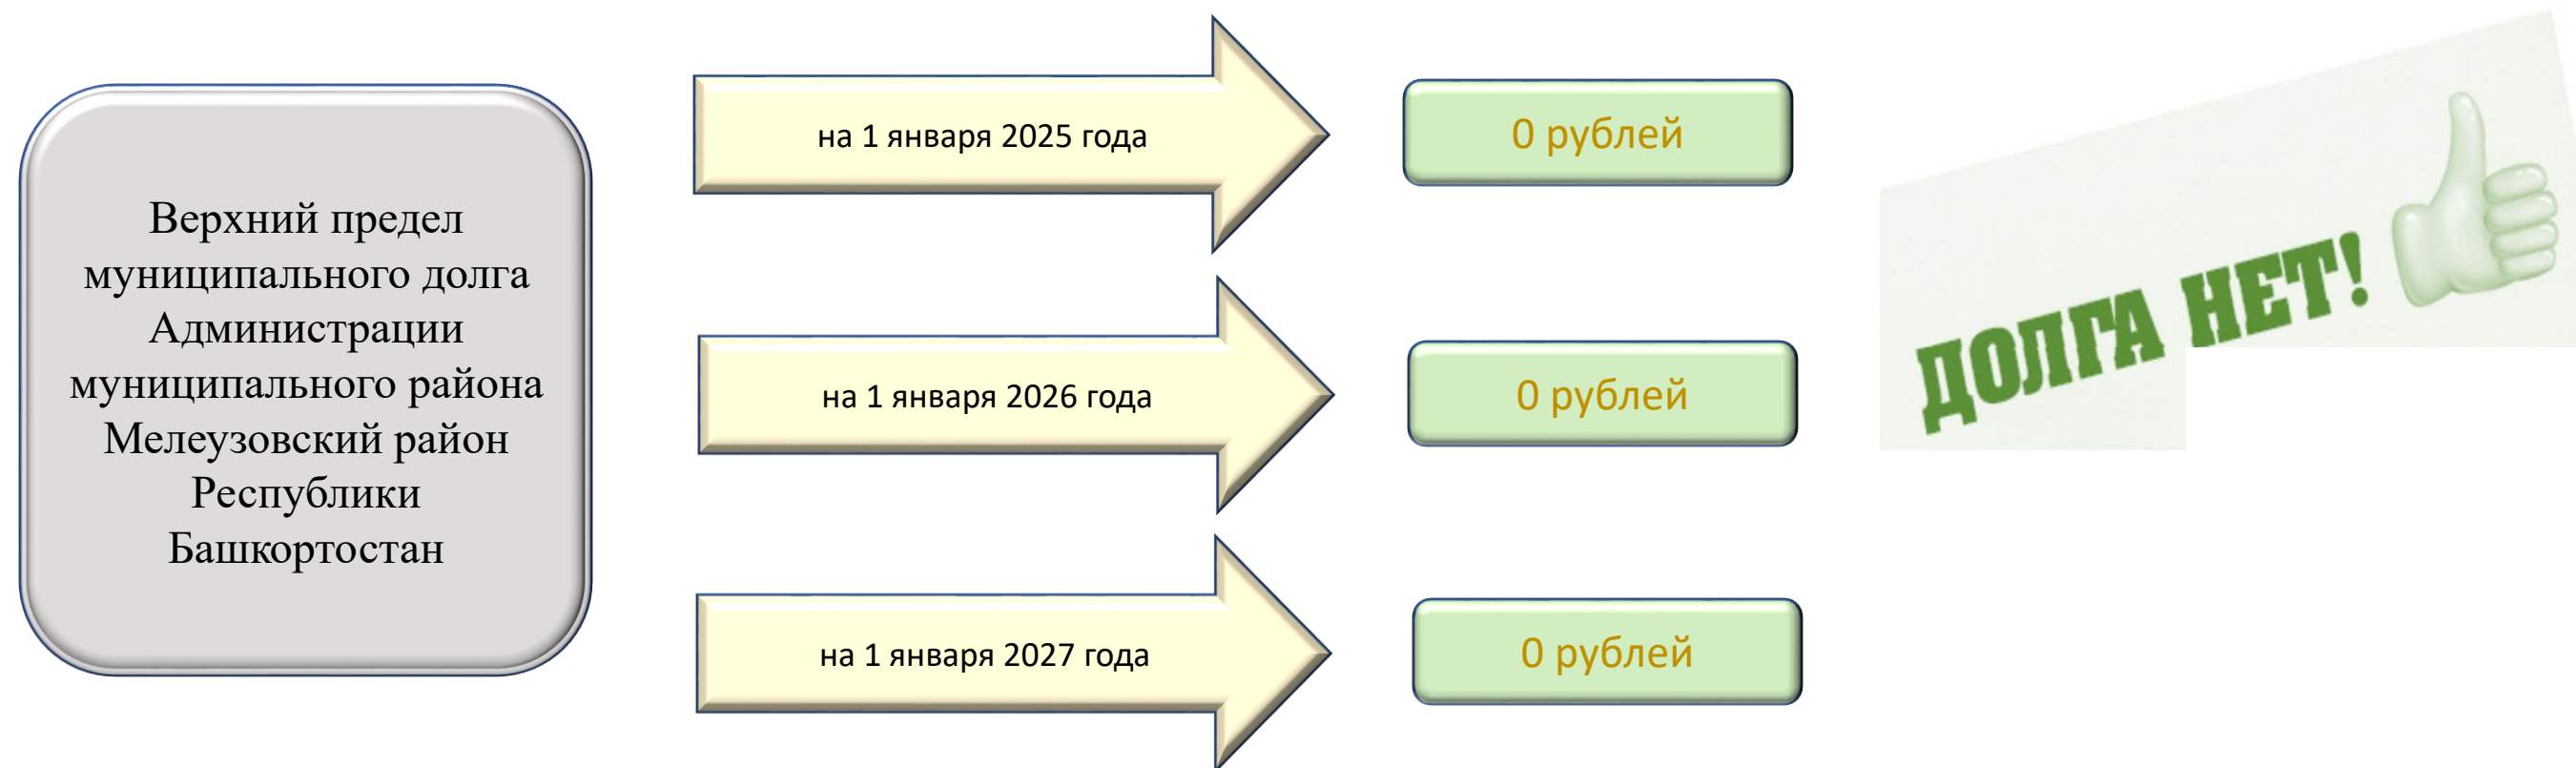 Верхний предел
муниципального долга
Администрации
муниципального района
Мелеузовский район
Республики
Башкортостан
на 1 января 2025 года
0 рублей
на 1 января 2026 года
0 рублей
на 1 января 2027 года
0 рублей
ДОЛГА НЕТ!